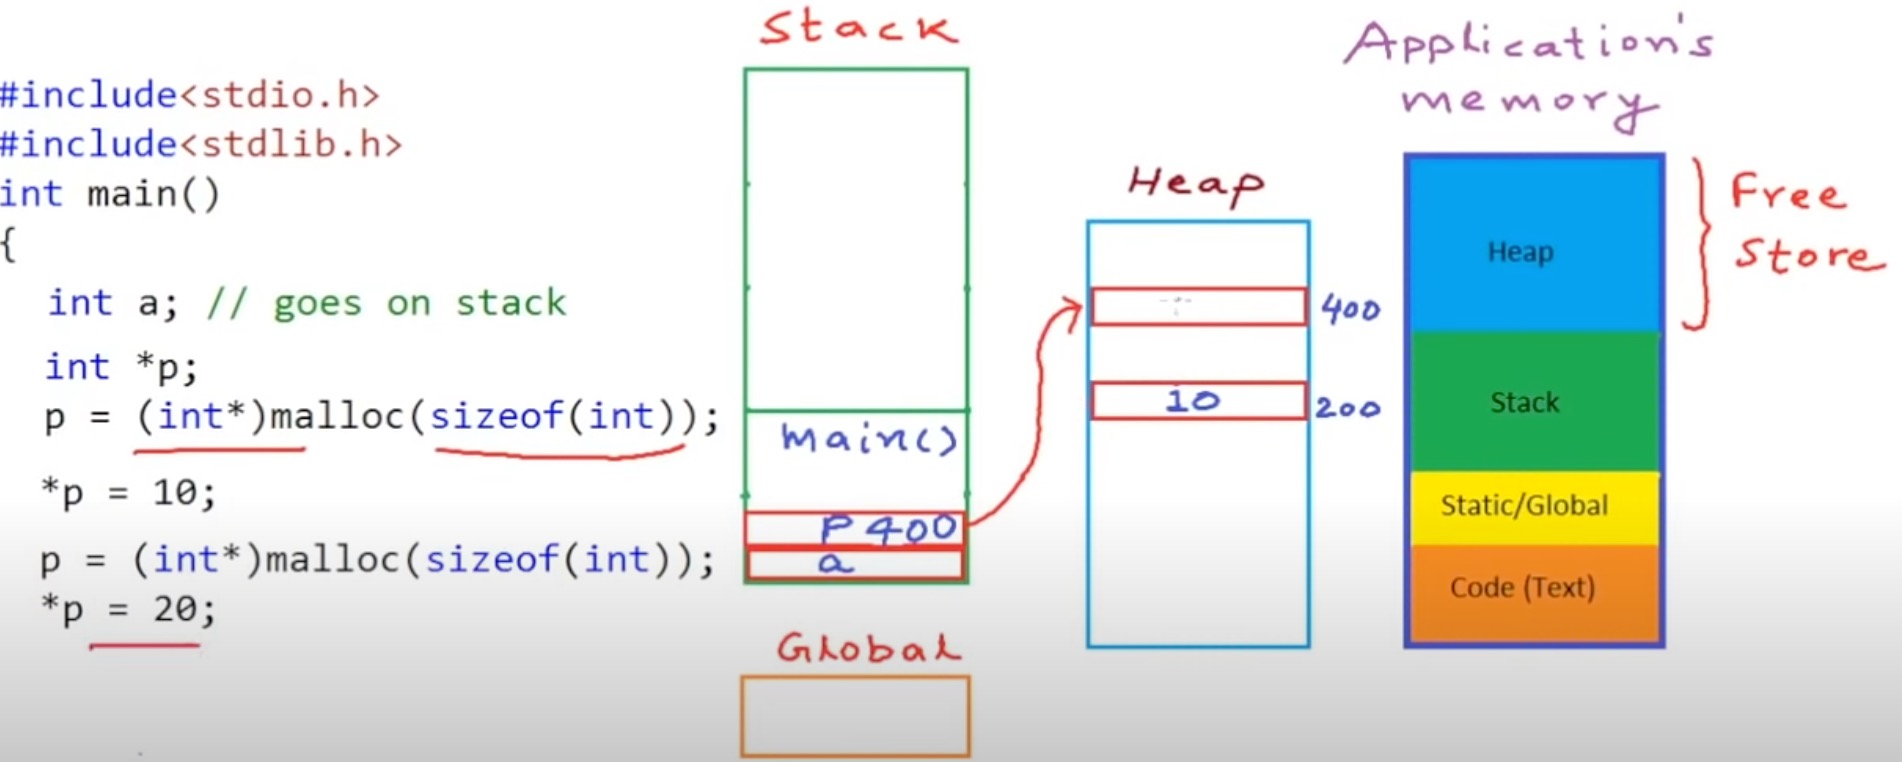 #include<stdio.h>
#include<stdlib.h>
int main()
{
int a; // goes on stack
int *p;
p = (int*)malloc(sizeof(int));
*p = 10;
p = (int*)malloc(sizeof(int));
*p = 20;
Stack
main()
P 400
a
Global
Heap
400
10
200
Application's
memory
Heap
Stack
Static/Global
Code (Text)
Free
Store